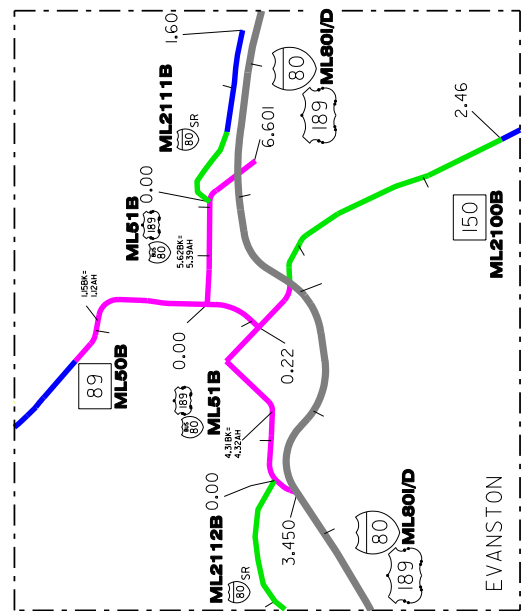 1.60
80
ML80I/D
189
ML2111B
80 SR
6.601
2.46
0.00
ML51B
189
BUS
80
5.62BK=
5.39AH
150
ML2100B
1.15BK=
1.12AH
0.00
89
ML50B
0.22
189
BUS
80
ML51B
4.31BK=
4.32AH
0.00
ML2112B
80 SR
3.450
80
ML80I/D
189
EVANSTON